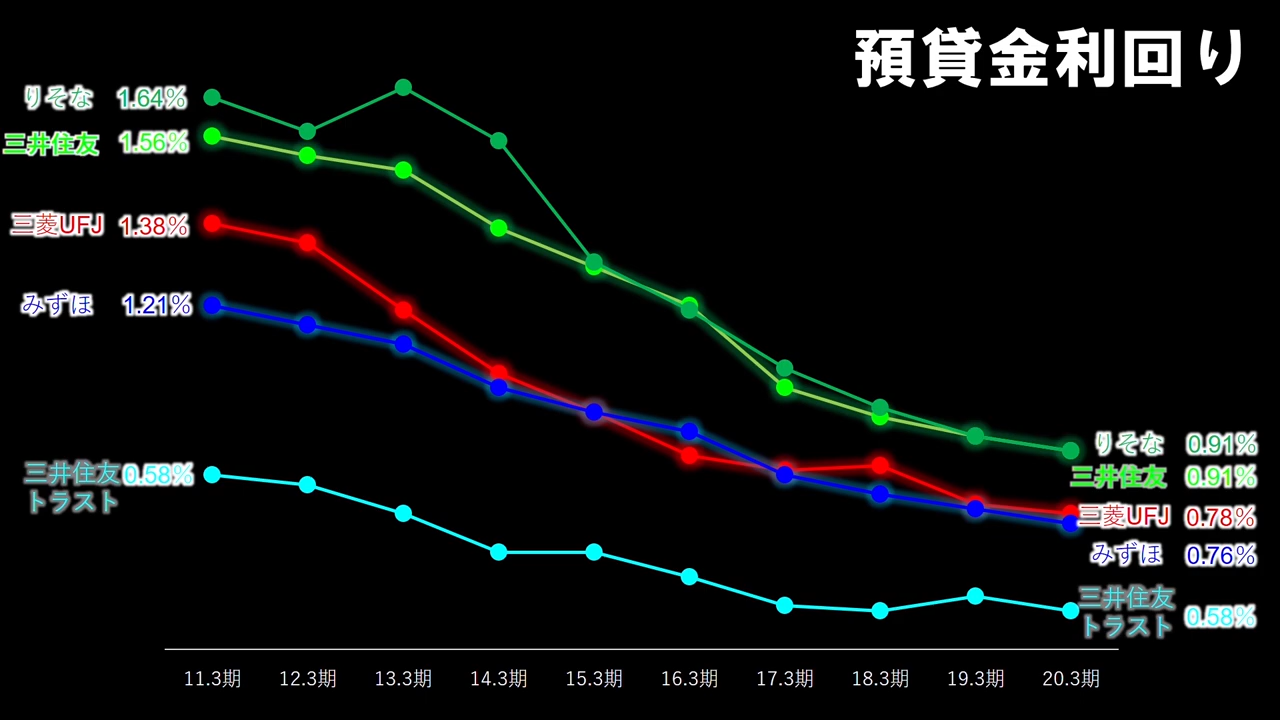 預貸金利回り
りそな 1.64%
三井住友 1.56%
三菱UFJ 1.38%
みずほ 1.21%
三井住友 0.58%
トラスト
りそな 0.91%
三井住友 0.91%
三菱UFJ 0.78%
みずほ 0.76%
三井住友
トラスト 0.58%
11.3期 12.3期 13.3期 14.3期 15.3期 16.3期 17.3期 18.3期 19.3期 20.3期